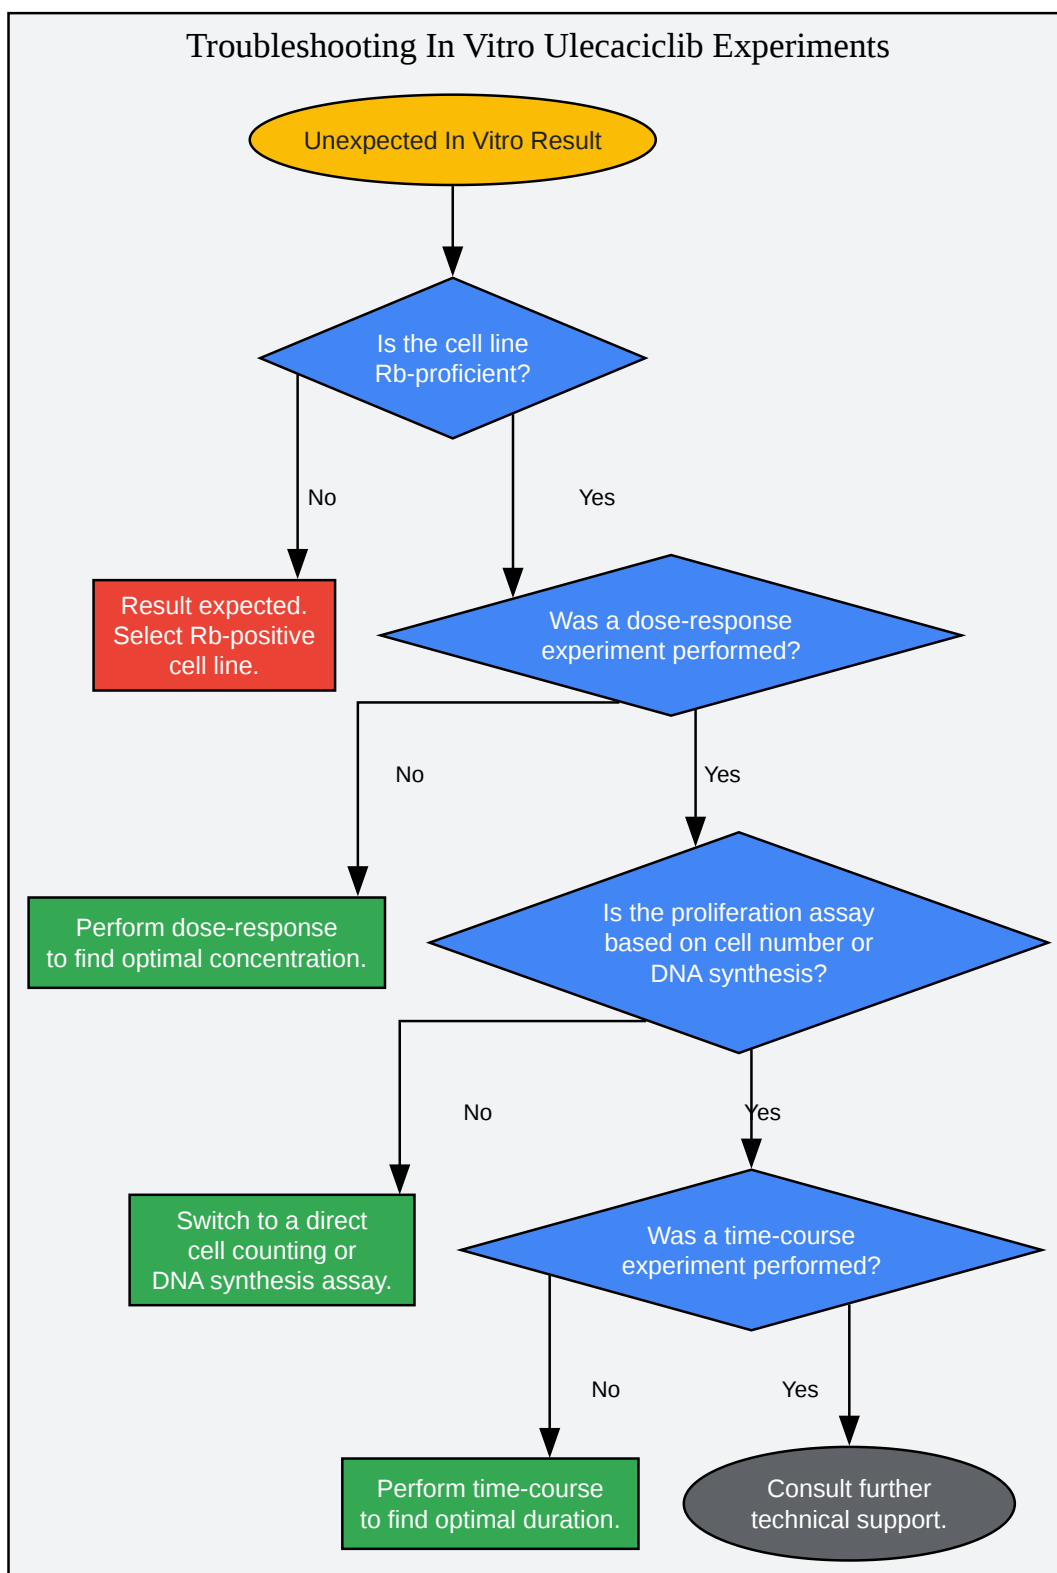 Troubleshooting In Vitro Ulecaciclib Experiments
Unexpected In Vitro Result
Is the cell line
Rb-proficient?
No
Yes
Result expected.
Select Rb-positive
cell line.
Was a dose-response
experiment performed?
No
Yes
Perform dose-response
to find optimal concentration.
Is the proliferation assay
based on cell number or
DNA synthesis?
No
Yes
Switch to a direct
cell counting or
DNA synthesis assay.
Was a time-course
experiment performed?
No
Yes
Perform time-course
to find optimal duration.
Consult further
technical support.